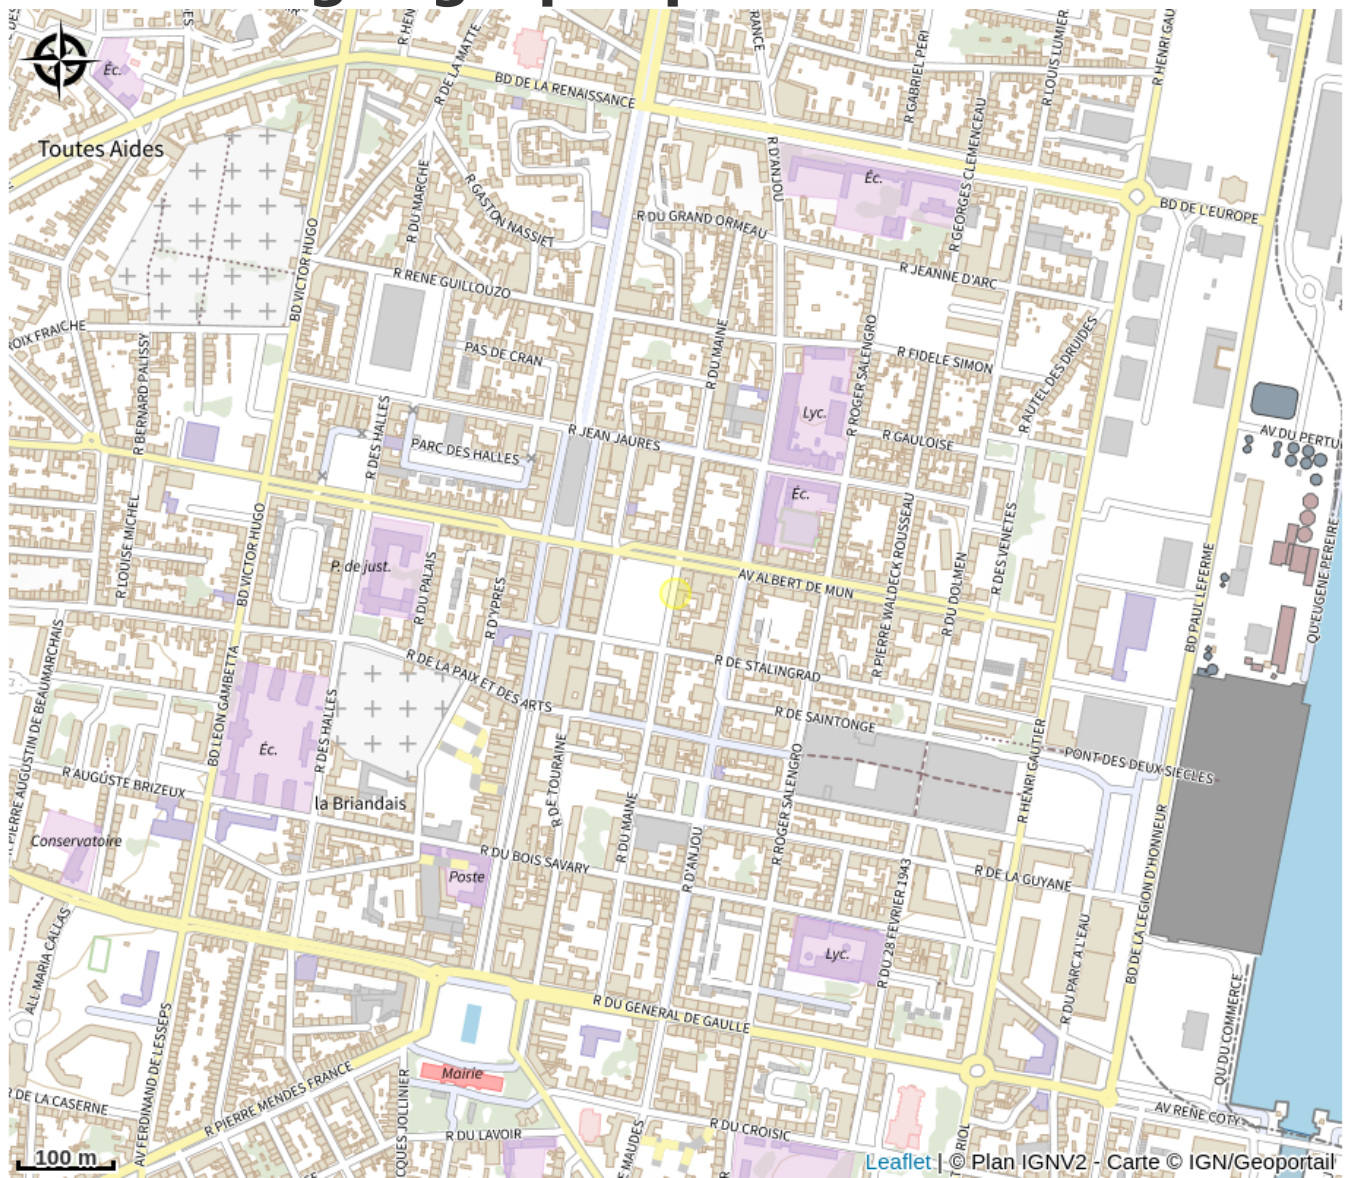 BD DE LA RENAISSANCE
R DE LA MATTE
R GABRIEL PERI
R LOUIS LUMIER
R HENRI GAU
Éc.
Toutes Aides
R D'ANJOU
Éc.
R GEORGES CLEMENCEAU
BD DE L'EUROPE
R DU MARCHE
R GASTON NASSIET
R DU GRAND ORMEAU
BD VICTOR HUGO
R RENE GUILLOUZO
R JEANNE D'ARC
OIX FRAICHE
R BERNARD PALISSY
PAS DE CRAN
R DU MAINE
R ROGER SALENGRO
R FIDELE SIMON
R AUTEL DES DRUIDES
Lyc.
R DES HALLES
PARC DES HALLES
R JEAN JAURES
R GAULOISE
AV DU PERTU
R LOUISE MICHEL
BD VICTOR HUGO
Éc.
R PIERRE WALDECK ROUSSEAU
R DES VENETES
P. de just.
R DU PALAIS
R D'YPRES
AV ALBERT DE MUN
R DU DOLMEN
BD PAUL LEFERME
QU EUGENE PEREIRE
PIERRE AUGUSTIN DE BEAUMARCHAIS
BD LEON GAMBETTA
R DE LA PAIX ET DES ARTS
R DE STALINGRAD
R DES HALLES
R DE SAINTONGE
Éc.
R DE TOURAINE
R HENRI GAUTIER
PONT DES DEUX SIECLES
R AUGUSTE BRIZEUX
la Briandais
R DU MAINE
R ROGER SALENGRO
Conservatoire
R DU BOIS SAVARY
R D'ANJOU
BD DE LA LEGION D'HONNEUR
Poste
R DE LA GUYANE
ALL MARIA CALLAS
R DU 28 FEVRIER 1943
R DU PARC A L'EAU
Lyc.
R DU GENERAL DE GAULLE
QU DU COMMERCE
AV FERDINAND DE LESSEPS
R PIERRE MENDES FRANCE
Mairie
R DE LA CASERNE
CQUES JOLLINIER
R DU LAVOIR
R DU CROISIC
AV RENE COTY
100 m
Leaflet | © Plan IGNV2 - Carte © IGN/Geoportail